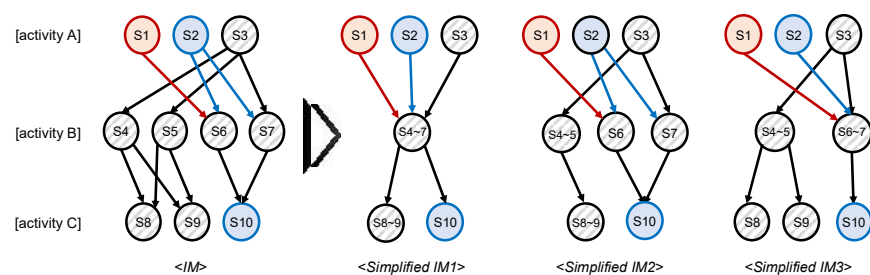 [activity A] S1 S2 S3 S1 S2 S3 S1 S2 S3 S1 S2 S3
[activity B] S4 S5 S6 S7 S4~7 S4~5 S6 S7 S4~5 S6~7
[activity C] S8 S9 S10 S8~9 S10 S8~9 S10 S8 S9 S10
<IM> <Simplified IM1> <Simplified IM2> <Simplified IM3>